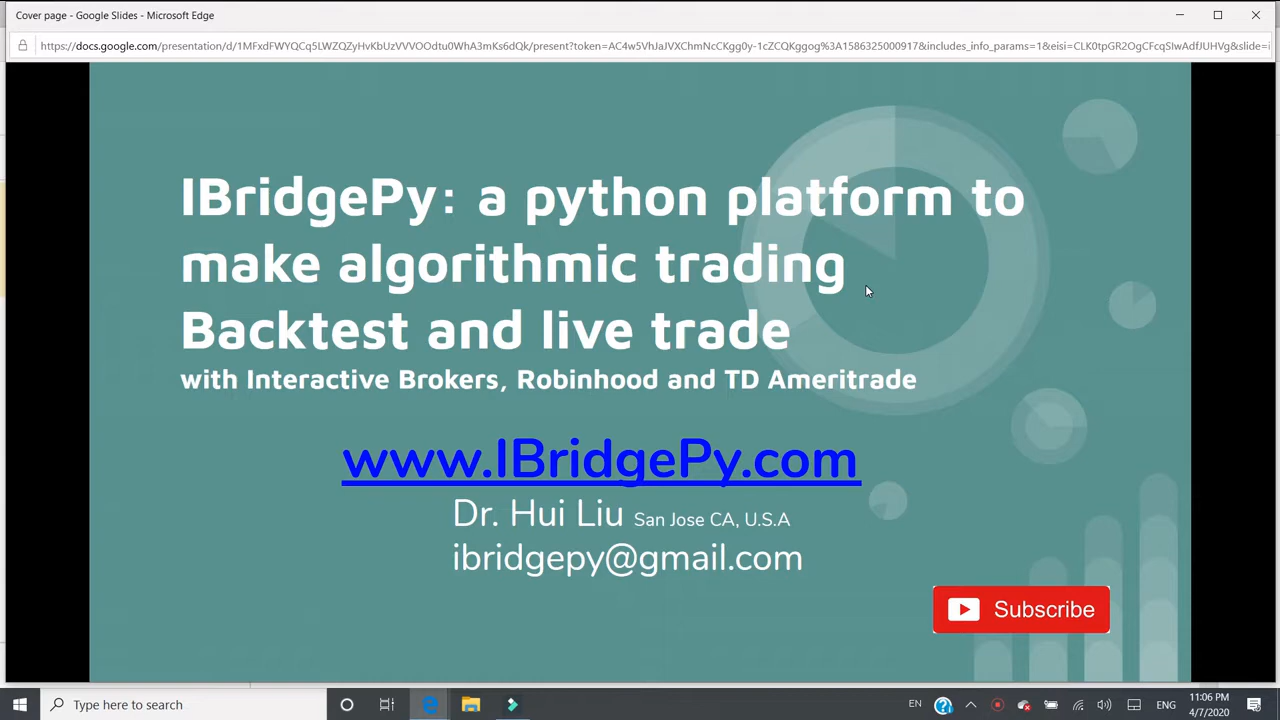 Cover page - Google Slides - Microsoft Edge
https://docs.google.com/presentation/d/1MFxdFWYQCq5LWZQZyHvKbUzVVVOOdtu0WhA3mKs6dQk/present?token=AC4w5VhJaJVXChmNcCKgg0y-1cZCQKggog%3A1586325000917&includes_info_params=1&eisi=CLK0tpGR2OgCFcqSIwAdfJUHVg&slide=i
IBridgePy: a python platform to
make algorithmic trading
Backtest and live trade
with Interactive Brokers, Robinhood and TD Ameritrade
www.IBridgePy.com
Dr. Hui Liu San Jose CA, U.S.A
ibridgepy@gmail.com
Subscribe
Type here to search
EN
ENG
11:06 PM
4/7/2020